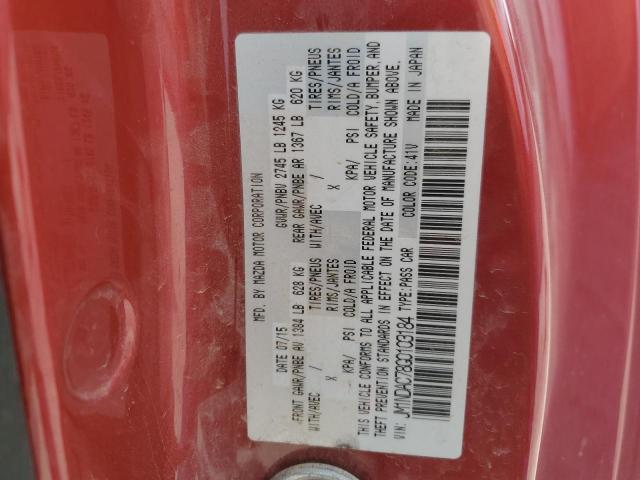 MFD. BY MAZDA MOTOR CORPORATION
DATE 07/15 GVWR/PNBV 2745 LB 1245 KG
FRONT GAWR/PNBE AV 1384 LB 628 KG REAR GAWR/PNBE AR 1367 LB 620 KG
WITH/AVEC / TIRES/PNEUS WITH/AVEC / TIRES/PNEUS
X RIMS/JANTES X RIMS/JANTES
KPA/ PSI COLD/A FROID KPA/ PSI COLD/A FROID
THIS VEHICLE CONFORMS TO ALL APPLICABLE FEDERAL MOTOR VEHICLE SAFETY, BUMPER, AND
THEFT PREVENTION STANDARDS IN EFFECT ON THE DATE OF MANUFACTURE SHOWN ABOVE.
VIN: JM1NDAC78G0103184 TYPE:PASS CAR COLOR CODE:41V MADE IN JAPAN